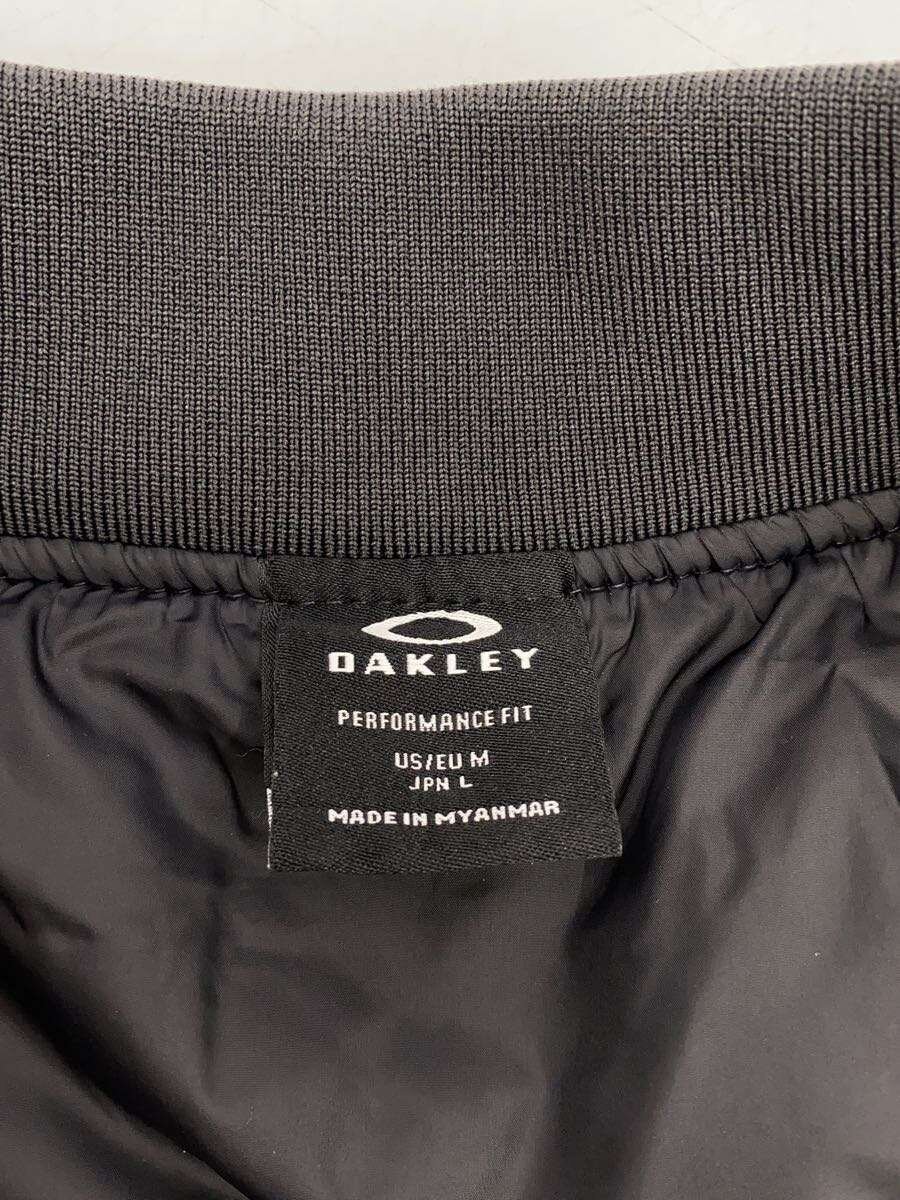 OAKLEY
PERFORMANCE FIT
US/EU M
JPN L
MADE IN MYANMAR